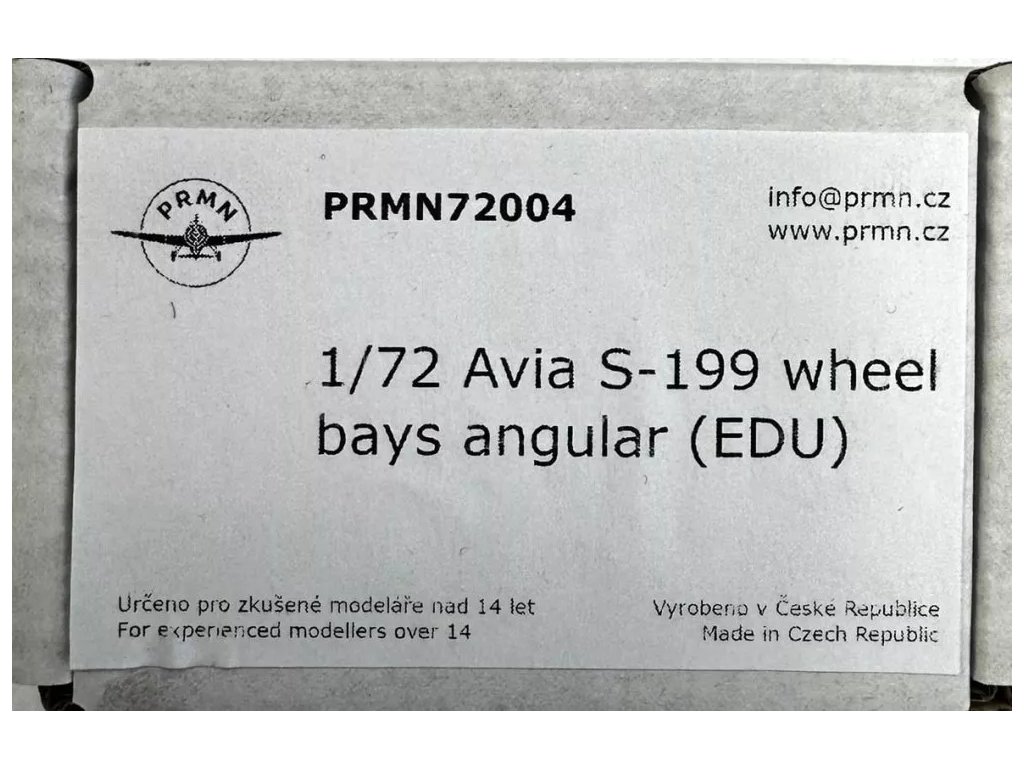 PRMN
PRMN72004
info@prmn.cz
www.prmn.cz
1/72 Avia S-199 wheel
bays angular (EDU)
Určeno pro zkušené modeláře nad 14 let
For experienced modellers over 14
Vyrobeno v České Republice
Made in Czech Republic